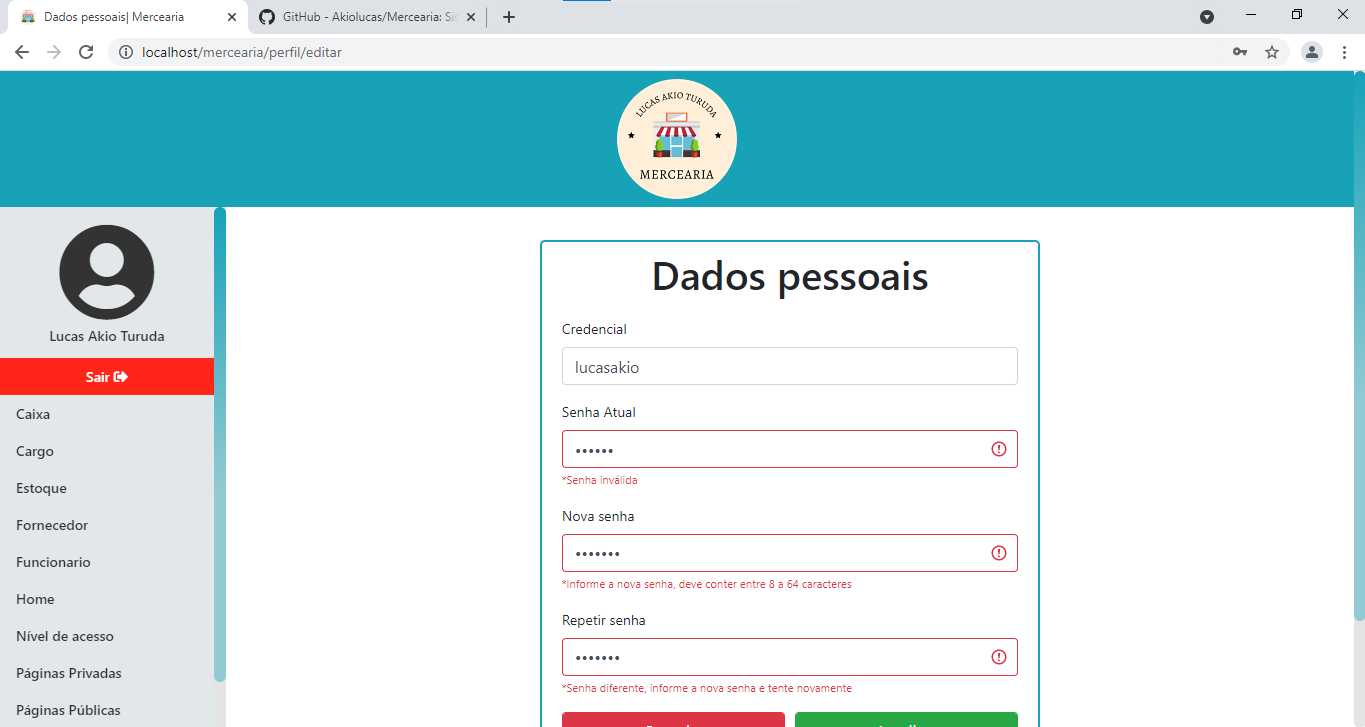 Dados pessoais| Mercearia
GitHub - Akiolucas/Mercearia: Sis
localhost/mercearia/perfil/editar
LUCAS AKIO TURUDA
MERCEARIA
Lucas Akio Turuda
Sair
Caixa
Cargo
Estoque
Fornecedor
Funcionario
Home
Nível de acesso
Páginas Privadas
Páginas Públicas
Dados pessoais
Credencial
lucasakio
Senha Atual
••••••
*Senha inválida
Nova senha
•••••••
*Informe a nova senha, deve conter entre 8 a 64 caracteres
Repetir senha
•••••••
*Senha diferente, informe a nova senha e tente novamente